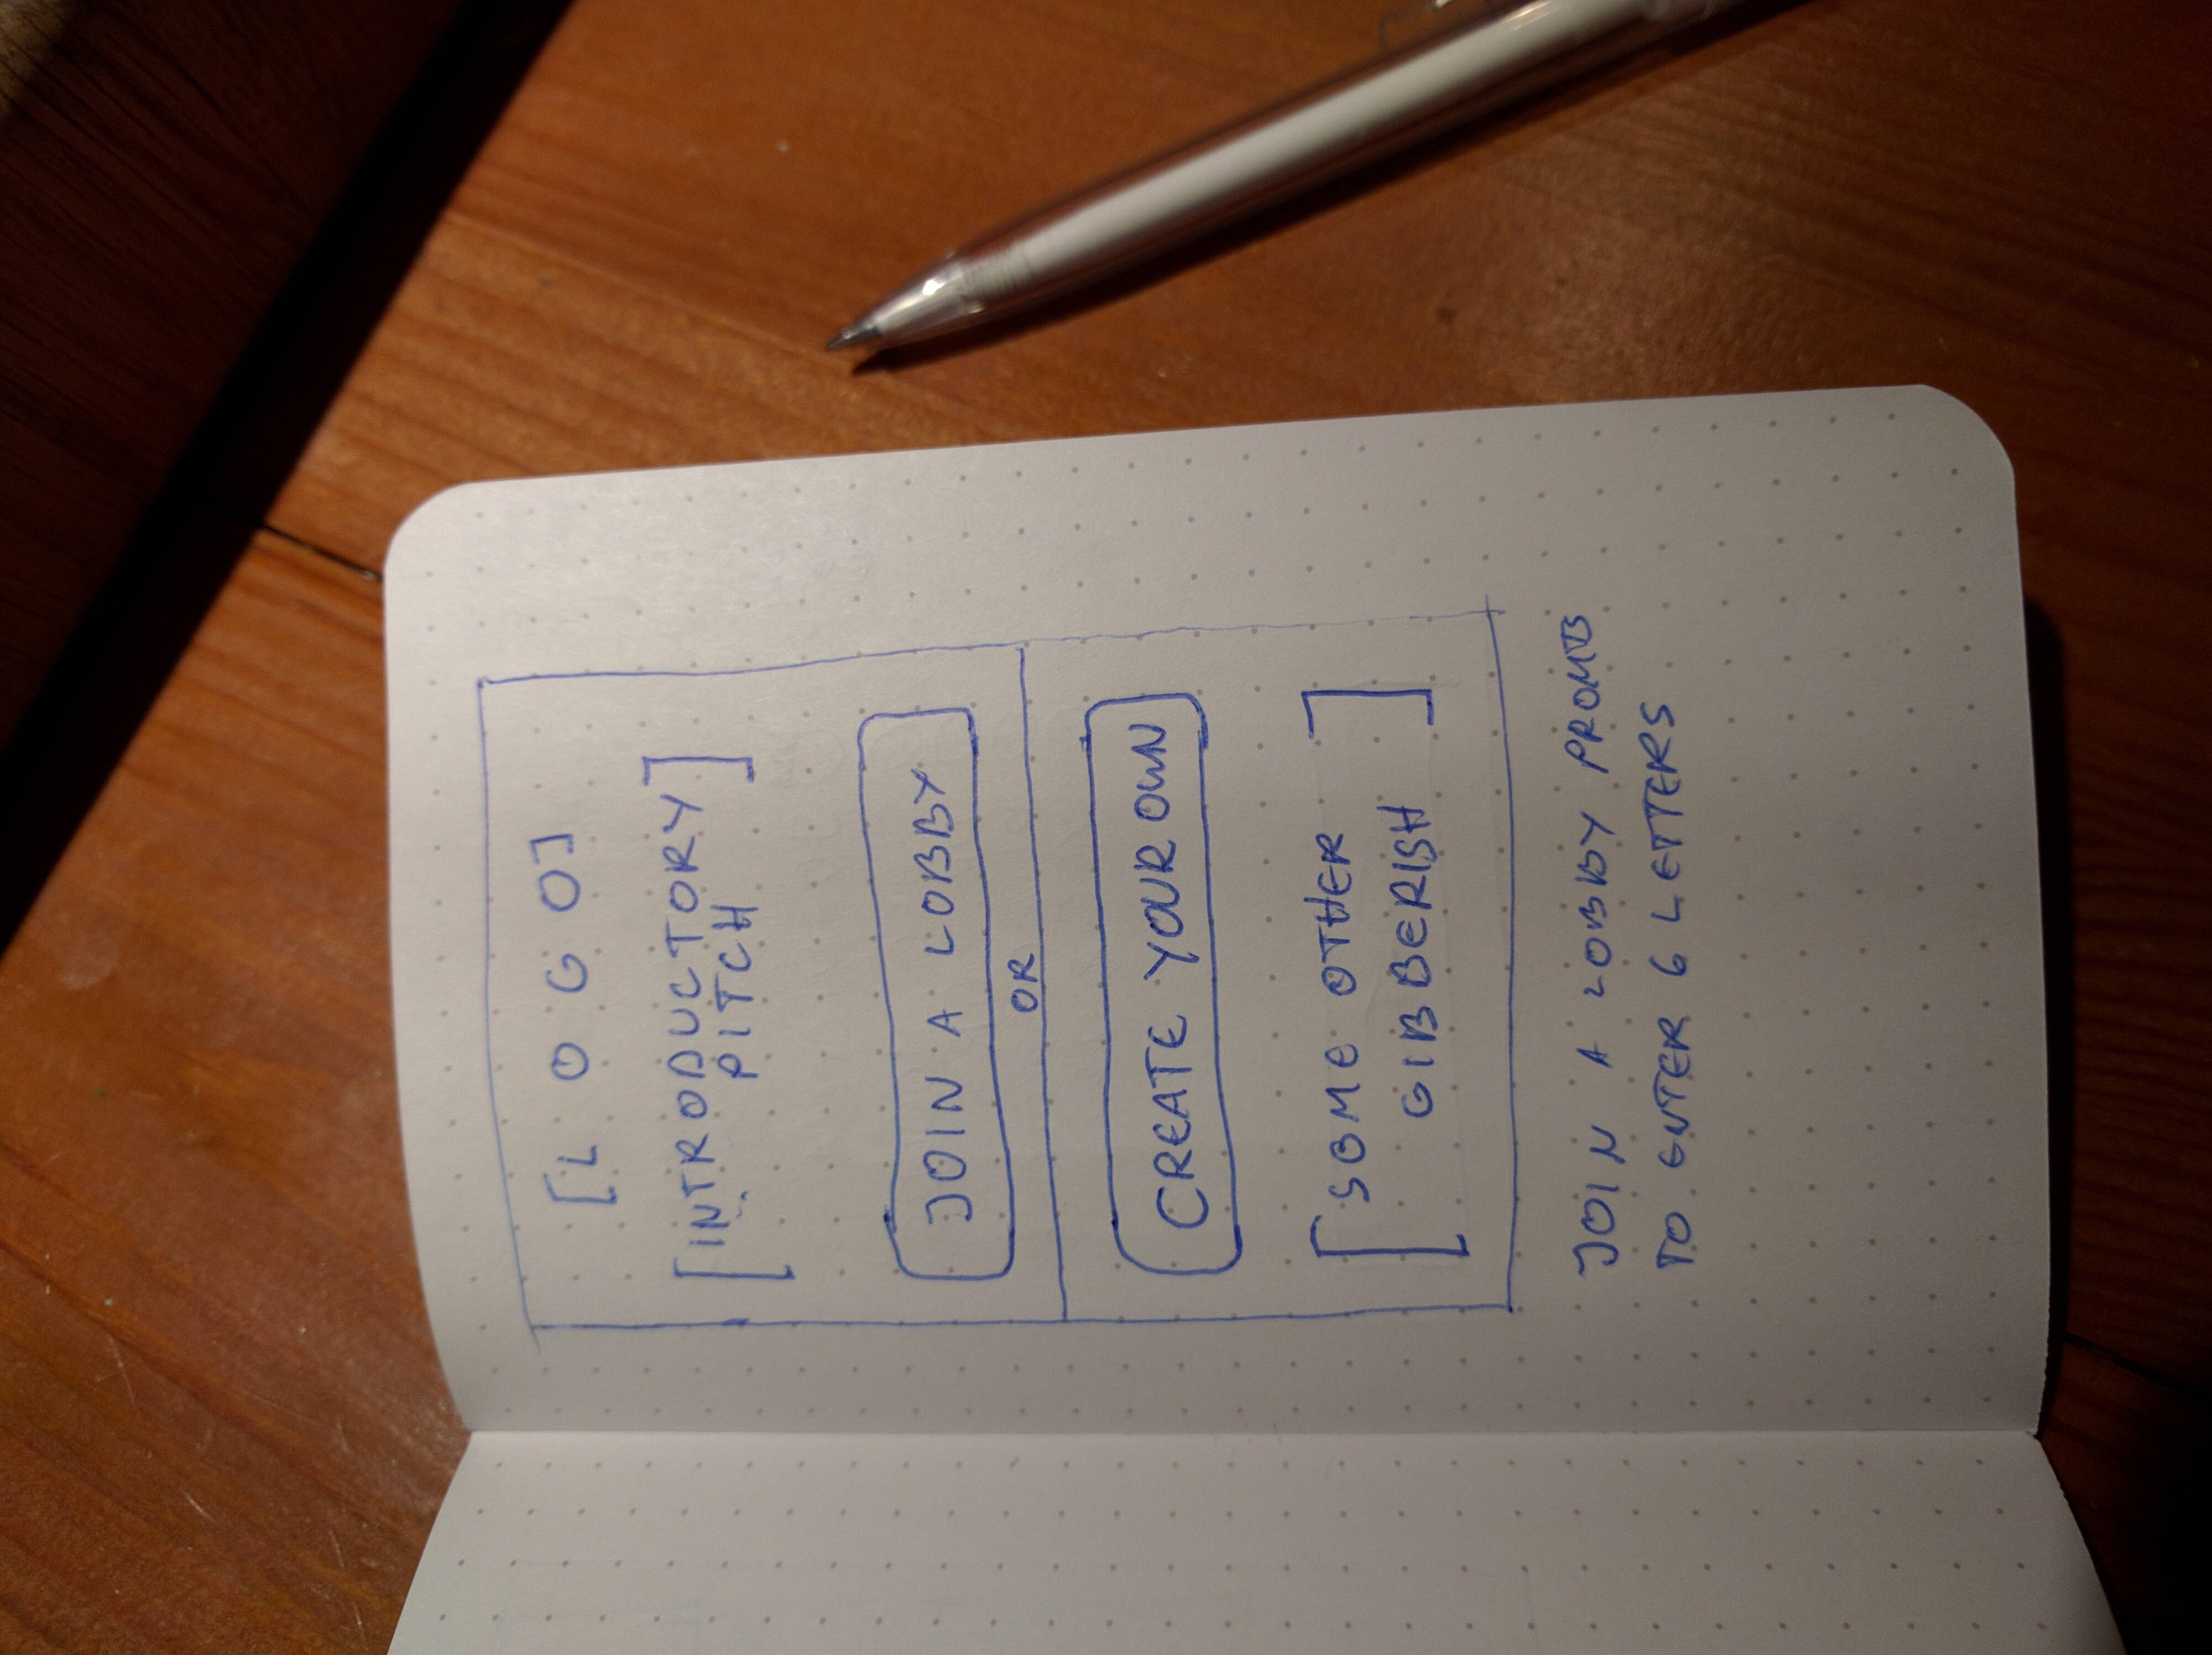 [L O G O]
[INTRODUCTORY
PITCH]
JOIN A LOBBY
OR
CREATE YOUR OWN
[SOME OTHER
GIBBERISH]
JOIN A LOBBY PROMTS
TO ENTER 6 LETTERS